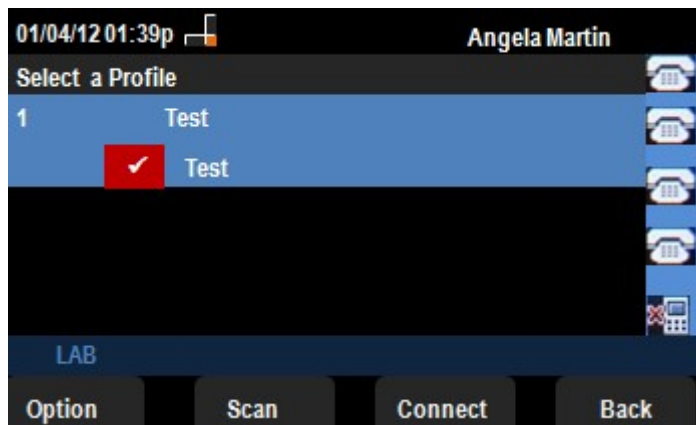 01/04/12 01:39p Angela Martin
Select a Profile
1 Test
Test
LAB
Option Scan Connect Back